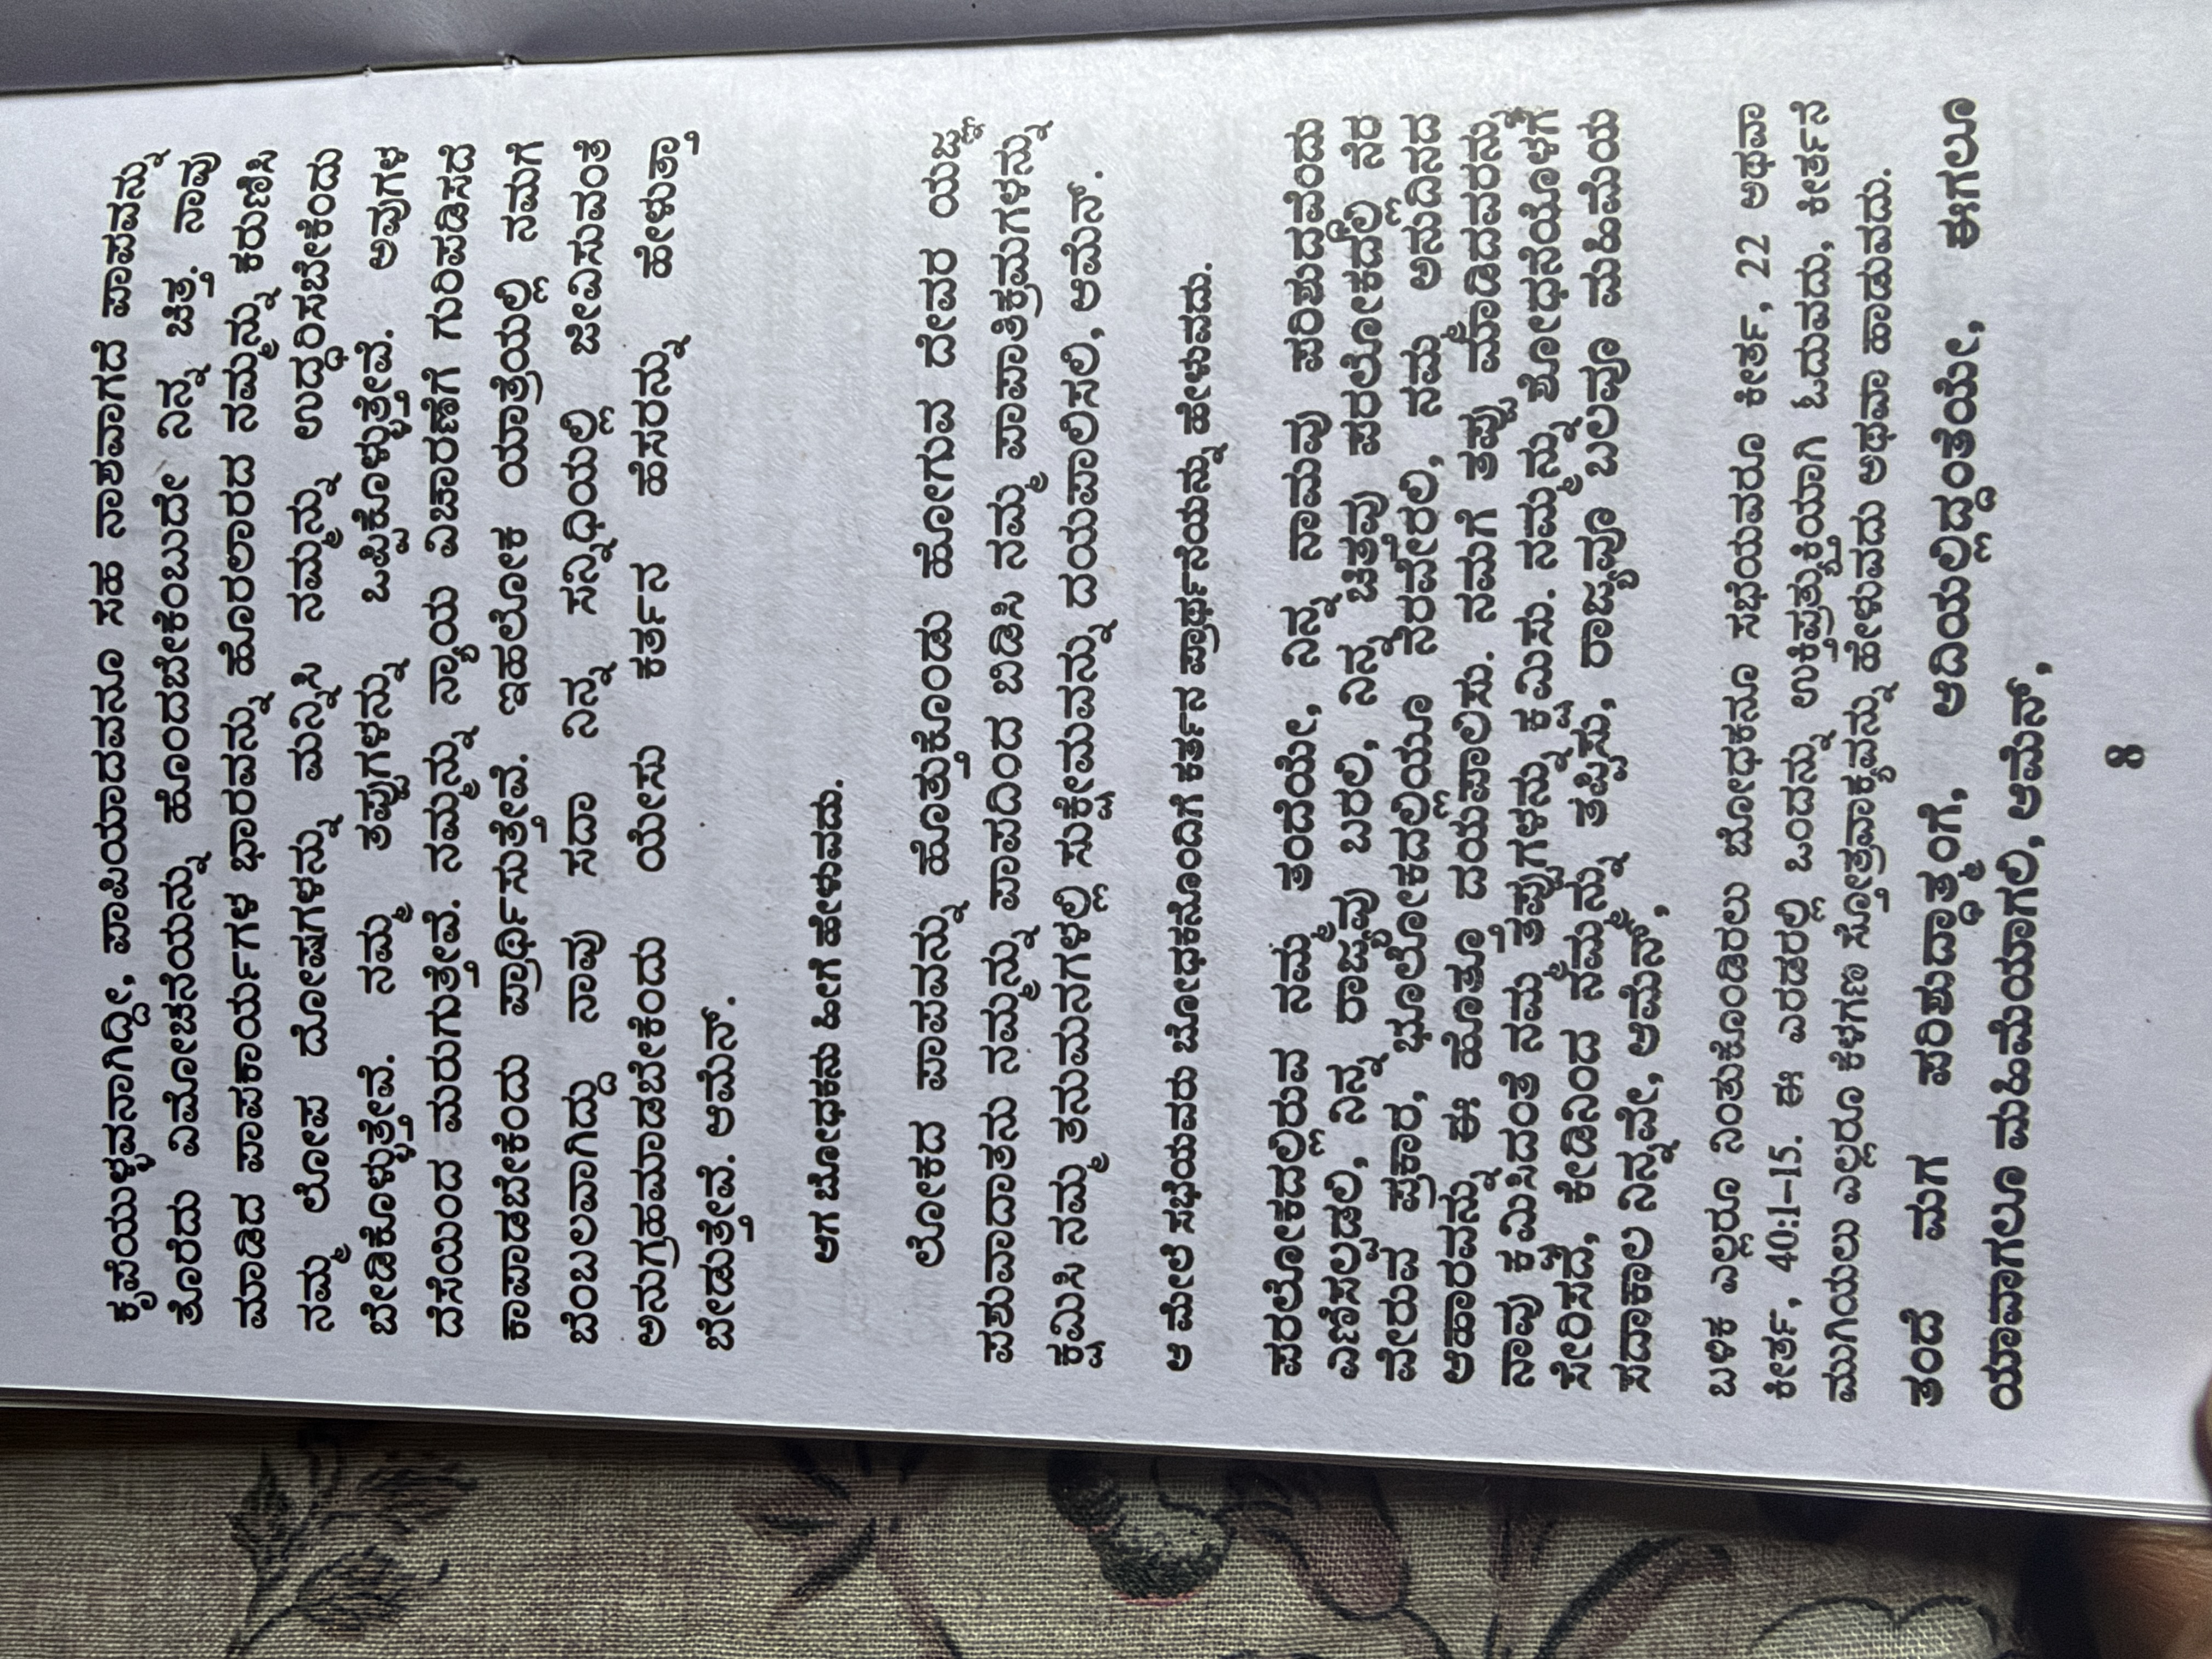 ಕೃಪೆಯುಳ್ಳವನಾಗಿದ್ದೀ, ಪಾಪಿಯಾದವನೂ ಸಹ ನಾಶವಾಗದೆ ಪಾಪವನ್ನು
ತೊರೆದು ವಿಮೋಚನೆಯನ್ನು ಹೊಂದಬೇಕೆಂಬುದೇ ನಿನ್ನ ಚಿತ್ತ. ನಾವು
ಮಾಡಿದ ಪಾಪಕಾರ್ಯಗಳ ಭಾರವನ್ನು ಹೊರಲಾರದ ನಮ್ಮನ್ನು ಕರುಣಿಸಿ
ನಮ್ಮ ಲೋಪ ದೋಷಗಳನ್ನು ಮನ್ನಿಸಿ ನಮ್ಮನ್ನು ಉದ್ಧರಿಸಬೇಕೆಂದು
ಬೇಡಿಕೊಳ್ಳುತ್ತೇವೆ. ನಮ್ಮ ತಪ್ಪುಗಳನ್ನು ಒಪ್ಪಿಕೊಳ್ಳುತ್ತೇವೆ. ಅವುಗಳ
ದೆಸೆಯಿಂದ ಮರುಗುತ್ತೇವೆ. ನಮ್ಮನ್ನು ನ್ಯಾಯ ವಿಚಾರಣೆಗೆ ಗುರಿಪಡಿಸದೆ
ಕಾಪಾಡಬೇಕೆಂದು ಪ್ರಾರ್ಥಿಸುತ್ತೇವೆ. ಇಹಲೋಕ ಯಾತ್ರೆಯಲ್ಲಿ ನಮಗೆ
ಬೆಂಬಲವಾಗಿದ್ದು ನಾವು ಸದಾ ನಿನ್ನ ಸನ್ನಿಧಿಯಲ್ಲಿ ಜೀವಿಸುವಂತೆ
ಅನುಗ್ರಹಮಾಡಬೇಕೆಂದು ಯೇಸು ಕರ್ತನ ಹೆಸರನ್ನು ಹೇಳುತ್ತಾ
ಬೇಡುತ್ತೇವೆ. ಆಮೆನ್.
ಆಗ ಬೋಧಕನು ಹೀಗೆ ಹೇಳುವದು.
ಲೋಕದ ಪಾಪವನ್ನು ಹೊತ್ತುಕೊಂಡು ಹೋಗುವ ದೇವರ ಯಜ್ಞ
ಪಶುವಾದಾತನು ನಮ್ಮನ್ನು ಪಾಪದಿಂದ ಬಿಡಿಸಿ ನಮ್ಮ ಪಾಪಾತಿಕ್ರಮಗಳನ್ನು
ಕ್ಷಮಿಸಿ ನಮ್ಮ ತನುಮನಗಳಲ್ಲಿ ಸುಕ್ಷೇಮವನ್ನು ದಯಪಾಲಿಸಲಿ, ಆಮೆನ್.
ಆ ಮೇಲೆ ಸಭೆಯವರು ಬೋಧಕನೊಂದಿಗೆ ಕರ್ತನ ಪ್ರಾರ್ಥನೆಯನ್ನು ಹೇಳುವದು.
ಪರಲೋಕದಲ್ಲಿರುವ ನಮ್ಮ ತಂದೆಯೇ, ನಿನ್ನ ನಾಮವು ಪರಿಶುದ್ಧವೆಂದು
ಎಣಿಸಲ್ಪಡಲಿ, ನಿನ್ನ ರಾಜ್ಯವು ಬರಲಿ, ನಿನ್ನ ಚಿತ್ತವು ಪರಲೋಕದಲ್ಲಿ ನೆರ
ವೇರುವ ಪ್ರಕಾರ, ಭೂಲೋಕದಲ್ಲಿಯೂ ನೆರವೇರಲಿ, ನಮ್ಮ ಅನುದಿನದ
ಆಹಾರವನ್ನು ಈ ಹೊತ್ತೂ ದಯಪಾಲಿಸು. ನಮಗೆ ತಪ್ಪು ಮಾಡಿದವರನ್ನು
ನಾವು ಕ್ಷಮಿಸಿದಂತೆ ನಮ್ಮ ತಪ್ಪುಗಳನ್ನು ಕ್ಷಮಿಸು. ನಮ್ಮನ್ನು ಶೋಧನೆಯೊಳಗೆ
ಸೇರಿಸದೆ, ಕೇಡಿನಿಂದ ನಮ್ಮನ್ನು ತಪ್ಪಿಸು, ರಾಜ್ಯವೂ ಬಲವೂ ಮಹಿಮೆಯ
ಸದಾಕಾಲ ನಿನ್ನವೇ, ಆಮೆನ್,
ಬಳಿಕ ಎಲ್ಲರೂ ನಿಂತುಕೊಂಡಿರಲು ಬೋಧಕನೂ ಸಭೆಯವರೂ ಕೀರ್ತ, 22 ಅಥವಾ
ಕೀರ್ತ, 40:1–15. ಈ ಎರಡರಲ್ಲಿ ಒಂದನ್ನು ಉಕ್ತಿಪ್ರತ್ಯುಕ್ತಿಯಾಗಿ ಓದುವದು, ಕೀರ್ತನೆ
ಮುಗಿಯಲು ಎಲ್ಲರೂ ಕೆಳಗಣ ಸ್ತೋತ್ರವಾಕ್ಯವನ್ನು ಹೇಳುವದು ಅಥವಾ ಹಾಡುವದು.
ತಂದೆ ಮಗ ಪರಿಶುದ್ಧಾತ್ಮಂಗೆ, ಆದಿಯಲ್ಲಿದ್ದಂತೆಯೇ, ಈಗಲೂ
ಯಾವಾಗಲೂ ಮಹಿಮೆಯಾಗಲಿ, ಆಮೆನ್,
8